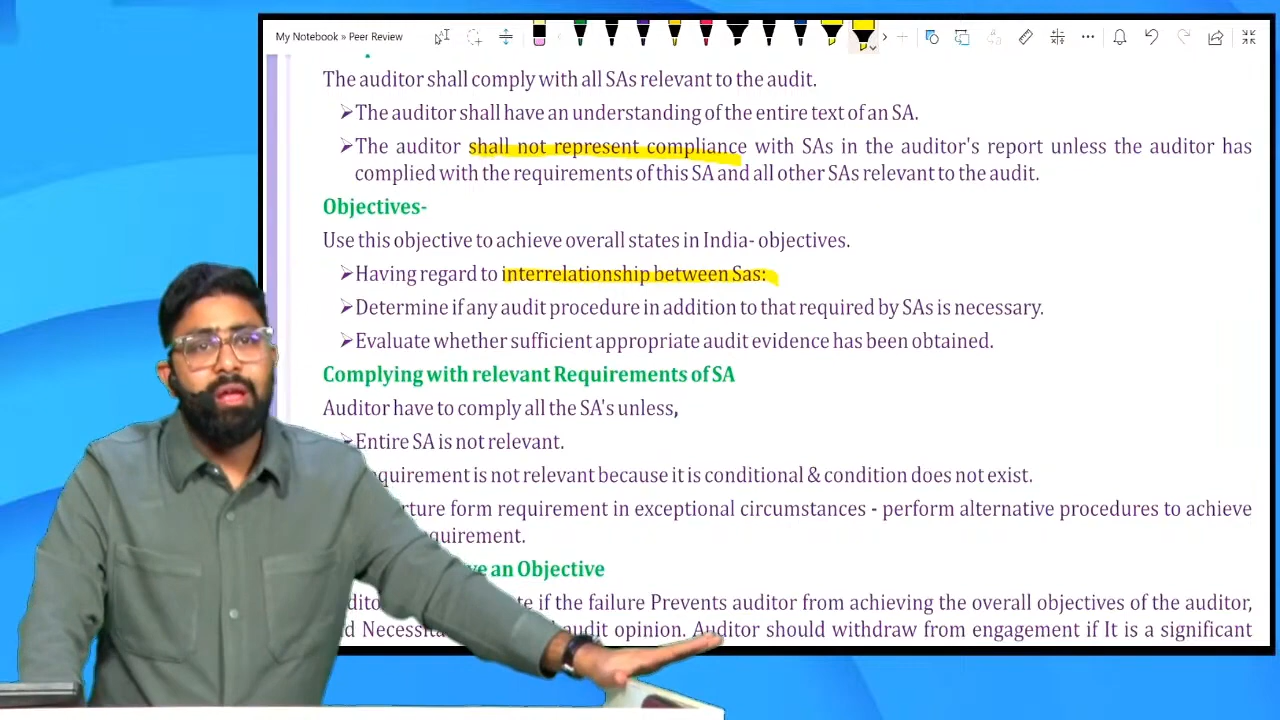 My Notebook » Peer Review
The auditor shall comply with all SAs relevant to the audit.
➢The auditor shall have an understanding of the entire text of an SA.
➢The auditor shall not represent compliance with SAs in the auditor's report unless the auditor has
complied with the requirements of this SA and all other SAs relevant to the audit.
Objectives-
Use this objective to achieve overall states in India- objectives.
➢Having regard to interrelationship between Sas:
➢Determine if any audit procedure in addition to that required by SAs is necessary.
➢Evaluate whether sufficient appropriate audit evidence has been obtained.
Complying with relevant Requirements of SA
Auditor have to comply all the SA's unless,
➢Entire SA is not relevant.
equirement is not relevant because it is conditional & condition does not exist.
rture form requirement in exceptional circumstances - perform alternative procedures to achieve
quirement.
an Objective
if the failure Prevents auditor from achieving the overall objectives of the auditor,
audit opinion. Auditor should withdraw from engagement if It is a significant